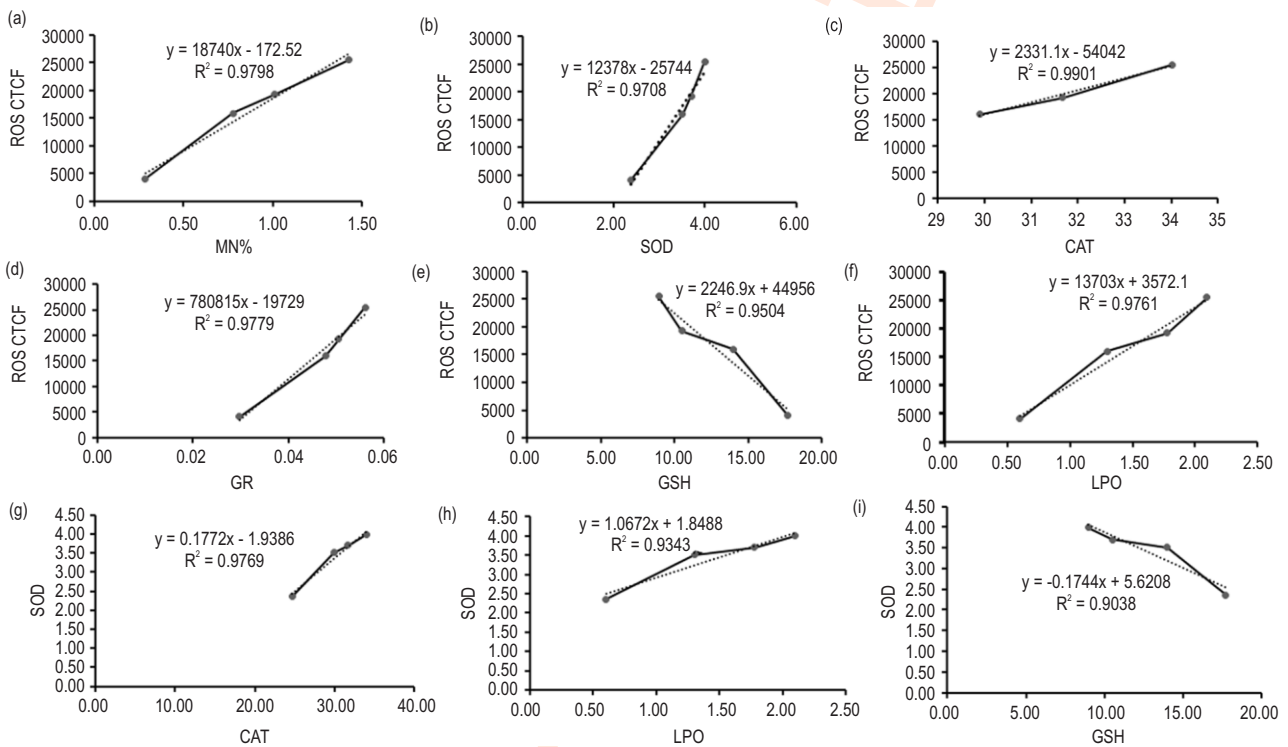 (a)
30000
25000
20000
15000
10000
5000
0
ROS CTCF
y = 18740x - 172.52
R² = 0.9798
0.00 0.50 1.00 1.50
MN%
(b)
30000
25000
20000
15000
10000
5000
0
ROS CTCF
y = 12378x - 25744
R² = 0.9708
0.00 2.00 4.00 6.00
SOD
(c)
30000
25000
20000
15000
10000
5000
0
ROS CTCF
y = 2331.1x - 54042
R² = 0.9901
29 30 31 32 33 34 35
CAT
(d)
30000
25000
20000
15000
10000
5000
0
ROS CTCF
y = 780815x - 19729
R² = 0.9779
0.00 0.02 0.04 0.06
GR
(e)
30000
25000
20000
15000
10000
5000
0
ROS CTCF
y = 2246.9x + 44956
R² = 0.9504
0.00 5.00 10.00 15.00 20.00
GSH
(f)
30000
25000
20000
15000
10000
5000
0
ROS CTCF
y = 13703x + 3572.1
R² = 0.9761
0.00 0.50 1.00 1.50 2.00 2.50
LPO
(g)
4.50
4.00
3.50
3.00
2.50
2.00
1.50
1.00
0.50
0.00
SOD
y = 0.1772x - 1.9386
R² = 0.9769
0.00 10.00 20.00 30.00 40.00
CAT
(h)
4.50
4.00
3.50
3.00
2.50
2.00
1.50
1.00
0.50
0.00
SOD
y = 1.0672x + 1.8488
R² = 0.9343
0.00 0.50 1.00 1.50 2.00 2.50
LPO
(i)
4.50
4.00
3.50
3.00
2.50
2.00
1.50
1.00
0.50
0.00
SOD
y = -0.1744x + 5.6208
R² = 0.9038
0.00 5.00 10.00 15.00 20.00
GSH